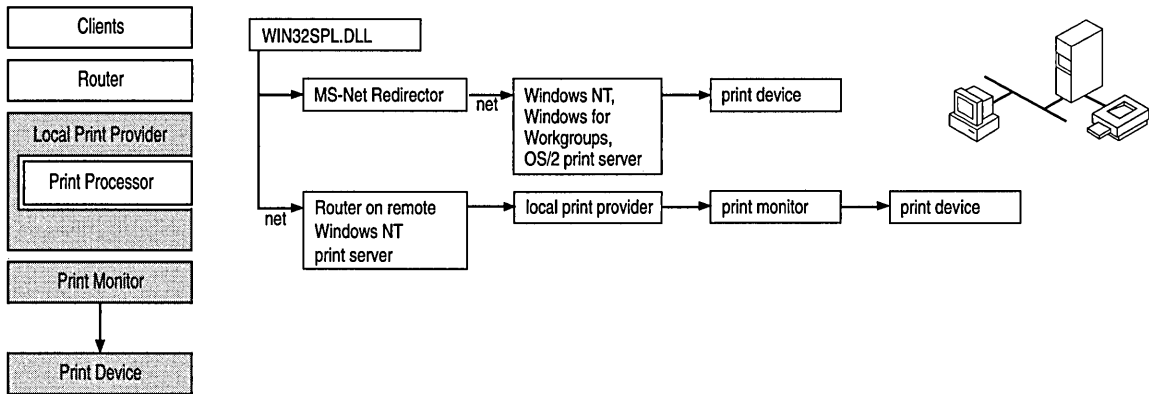 Clients
Router
Local Print Provider
Print Processor
Print Monitor
Print Device
WIN32SPL.DLL
MS-Net Redirector
net
Windows NT,
Windows for
Workgroups,
OS/2 print server
print device
net
Router on remote
Windows NT
print server
local print provider
print monitor
print device